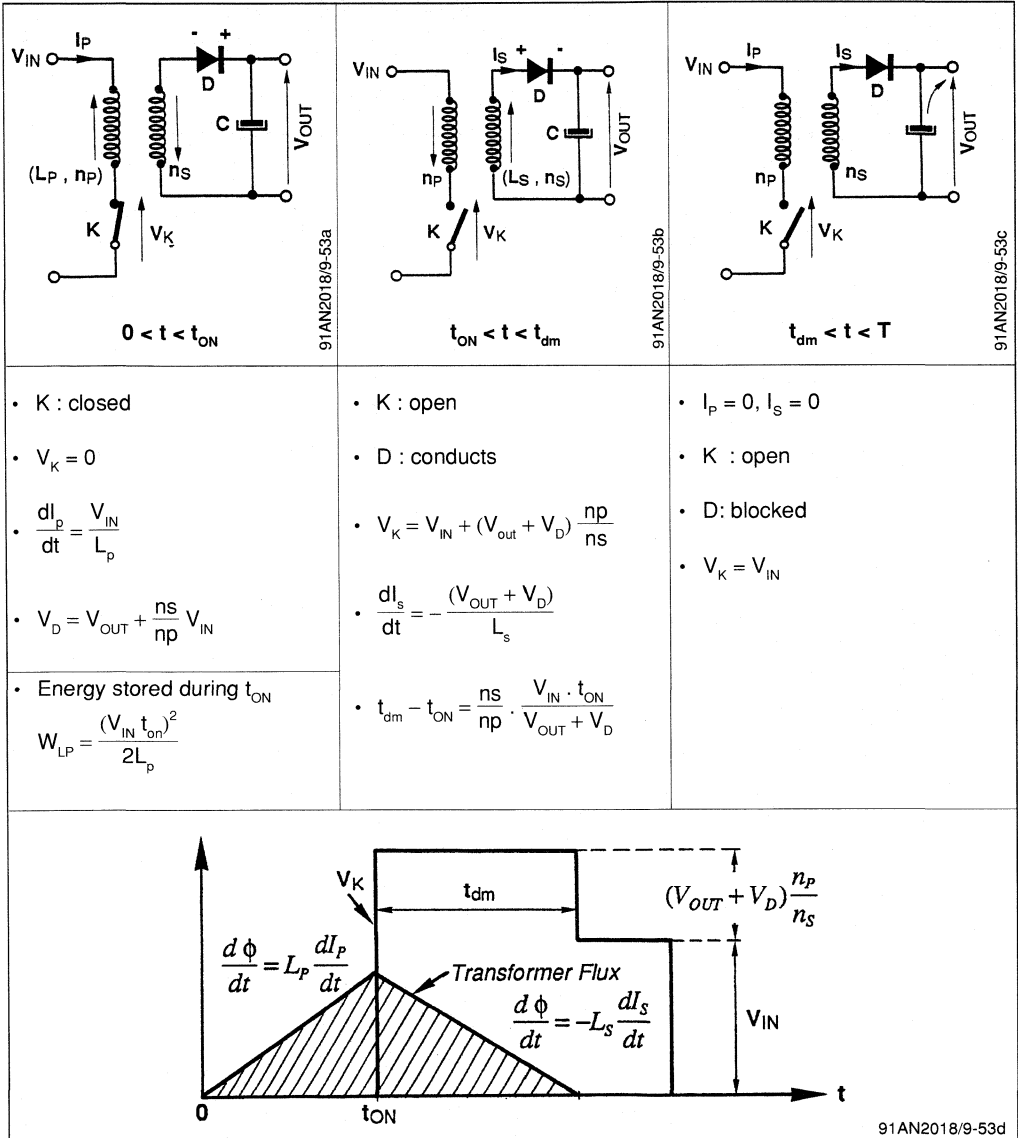 V_IN I_P - + D C V_OUT
(L_P , n_P) n_S
K V_K
0 < t < t_ON
91AN2018/9-53a
V_IN I_S + - D C V_OUT
n_P (L_S , n_S)
K V_K
t_ON < t < t_dm
91AN2018/9-53b
V_IN I_P I_S D V_OUT
n_P n_S
K V_K
t_dm < t < T
91AN2018/9-53c
• K : closed
• V_K = 0
• dI_p/dt = V_IN/L_p
• V_D = V_OUT + ns/np V_IN
• Energy stored during t_ON
W_LP = (V_IN t_on)²/2L_p
• K : open
• D : conducts
• V_K = V_IN + (V_out + V_D) np/ns
• dI_s/dt = – (V_OUT + V_D)/L_s
• t_dm – t_ON = ns/np . V_IN . t_ON/V_OUT + V_D
• I_P = 0, I_S = 0
• K : open
• D: blocked
• V_K = V_IN
V_K
t_dm
(V_OUT + V_D) n_P/n_S
dϕ/dt = L_P dI_P/dt
Transformer Flux
dϕ/dt = –L_S dI_S/dt
V_IN
0
t_ON
t
91AN2018/9-53d